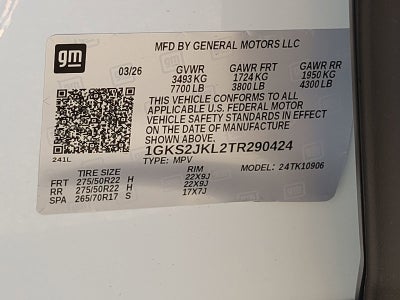 gm
MFD BY GENERAL MOTORS LLC
03/26 GVWR GAWR FRT GAWR RR
3493 KG 1724 KG 1950 KG
7700 LB 3800 LB 4300 LB
THIS VEHICLE CONFORMS TO ALL
APPLICABLE U.S. FEDERAL MOTOR
VEHICLE SAFETY STANDARDS IN EFFECT
ON THE DATE OF MANUFACTURE
SHOWN ABOVE.
1GKS2JKL2TR290424
241L TYPE: MPV MODEL: 24TK10906
TIRE SIZE RIM
FRT 275/50R22 H 22X9J
RR 275/50R22 H 22X9J
SPA 265/70R17 S 17X7J